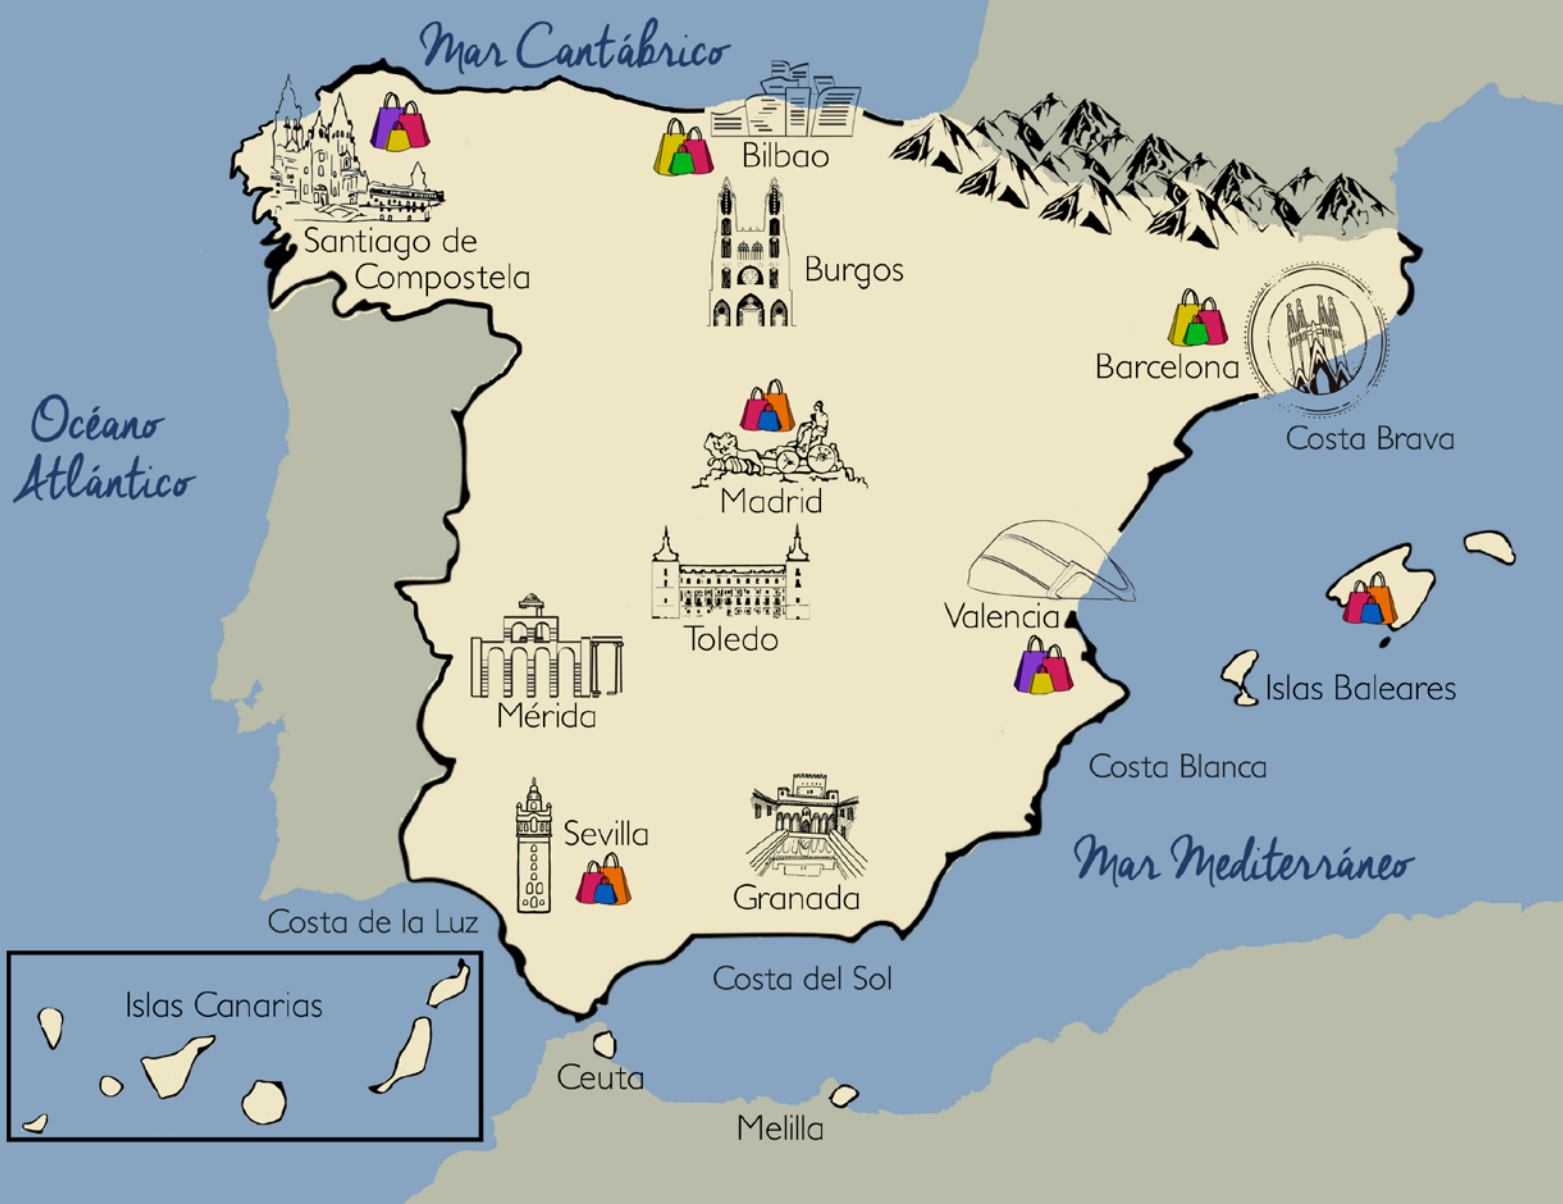 Mar Cantábrico
Bilbao
Santiago de
Compostela
Burgos
Barcelona
Océano
Atlántico
Costa Brava
Madrid
Valencia
Toledo
Islas Baleares
Mérida
Costa Blanca
Sevilla
Mar Mediterráneo
Granada
Costa de la Luz
Costa del Sol
Islas Canarias
Ceuta
Melilla